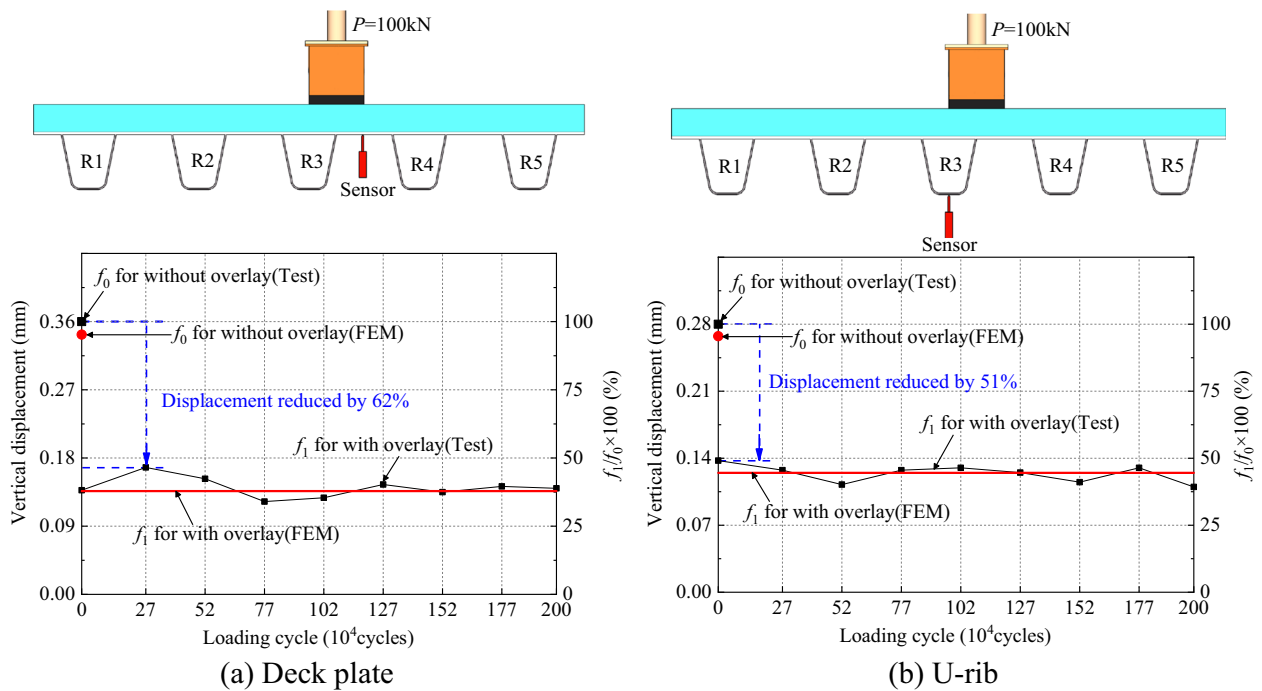 P=100kN
R1 R2 R3 R4 R5
Sensor
f₀ for without overlay(Test)
f₀ for without overlay(FEM)
Displacement reduced by 62%
f₁ for with overlay(Test)
f₁ for with overlay(FEM)
Vertical displacement (mm)
0.36
0.27
0.18
0.09
0.00
100
75
50
25
0
f₁/f₀×100 (%)
0 27 52 77 102 127 152 177 200
Loading cycle (10⁴cycles)
(a) Deck plate
P=100kN
R1 R2 R3 R4 R5
Sensor
f₀ for without overlay(Test)
f₀ for without overlay(FEM)
Displacement reduced by 51%
f₁ for with overlay(Test)
f₁ for with overlay(FEM)
Vertical displacement (mm)
0.28
0.21
0.14
0.07
0.00
100
75
50
25
0
f₁/f₀×100 (%)
0 27 52 77 102 127 152 177 200
Loading cycle (10⁴cycles)
(b) U-rib